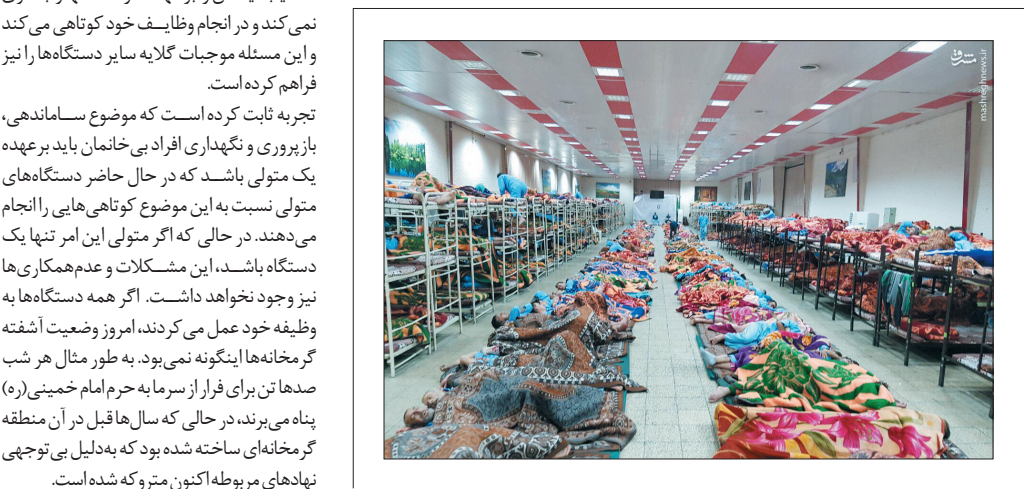 نمی‌کند و در انجام وظایـــف خود کوتاهی می‌کند
و این مسئله موجبات گلایه سایر دستگاه‌ها را نیز
فراهم کرده است.
تجربه ثابت کرده اســـت که موضوع ســـاماندهی،
بازپروری و نگهداری افراد بی‌خانمان باید برعهده
یک متولی باشـــد که در حال حاضر دستگاه‌های
متولی نسبت به این موضوع کوتاهی‌هایی را انجام
می‌دهند. در حالی که اگر متولی این امر تنها یک
دستگاه باشـــد، این مشـــکلات و عدم‌همکاری‌ها
نیز وجود نخواهد داشـــت. اگر همه دستگاه‌ها به
وظیفه خود عمل می‌کردند، امروز وضعیت آشفته
گرمخانه‌ها اینگونه نمی‌بود. به طور مثال هر شب
صدها تن برای فرار از سرما به حرم امام خمینی(ره)
پناه می‌برند، در حالی که سال‌ها قبل در آن منطقه
گرمخانه‌ای ساخته شده بود که به‌دلیل بی‌توجهی
نهادهای مربوطه اکنون متروکه شده است.
مشرق
mashreghnews.ir